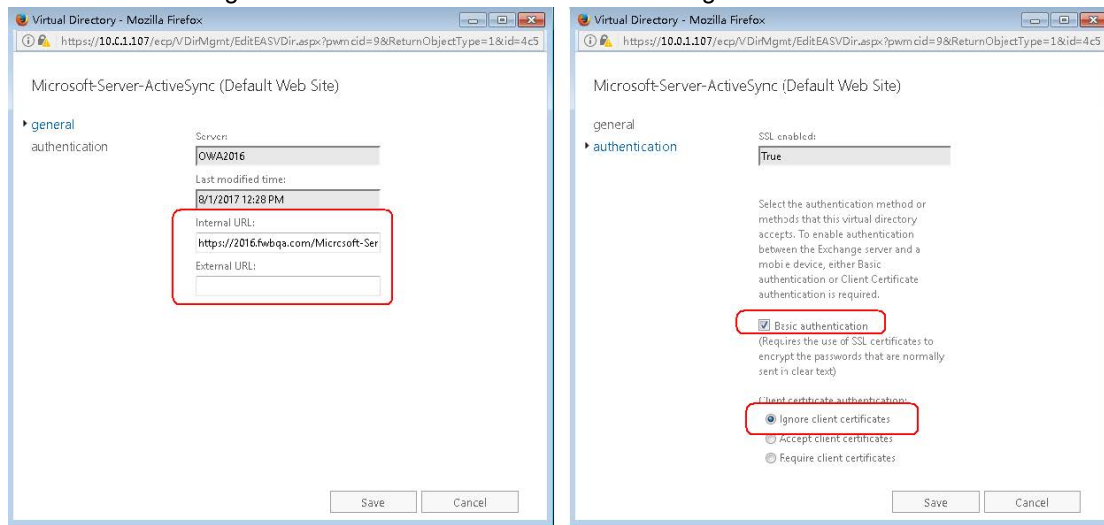 Virtual Directory - Mozilla Firefox
https://10.0.1.107/ecp/VDirMgmt/EditEASVDir.aspx?pwmcid=9&ReturnObjectType=1&id=4c5
Microsoft-Server-ActiveSync (Default Web Site)
general
authentication
Server:
OWA2016
Last modified time:
8/1/2017 12:28 PM
Internal URL:
https://2016.fwbqa.com/Microsoft-Ser
External URL:
Save Cancel
Virtual Directory - Mozilla Firefox
https://10.0.1.107/ecp/VDirMgmt/EditEASVDir.aspx?pwmcid=9&ReturnObjectType=1&id=4c5
Microsoft-Server-ActiveSync (Default Web Site)
general
authentication
SSL enabled:
True
Select the authentication method or
methods that this virtual directory
accepts. To enable authentication
between the Exchange server and a
mobile device, either Basic
authentication or Client Certificate
authentication is required.
Basic authentication
(Requires the use of SSL certificates to
encrypt the passwords that are normally
sent in clear text)
Client certificate authentication:
Ignore client certificates
Accept client certificates
Require client certificates
Save Cancel